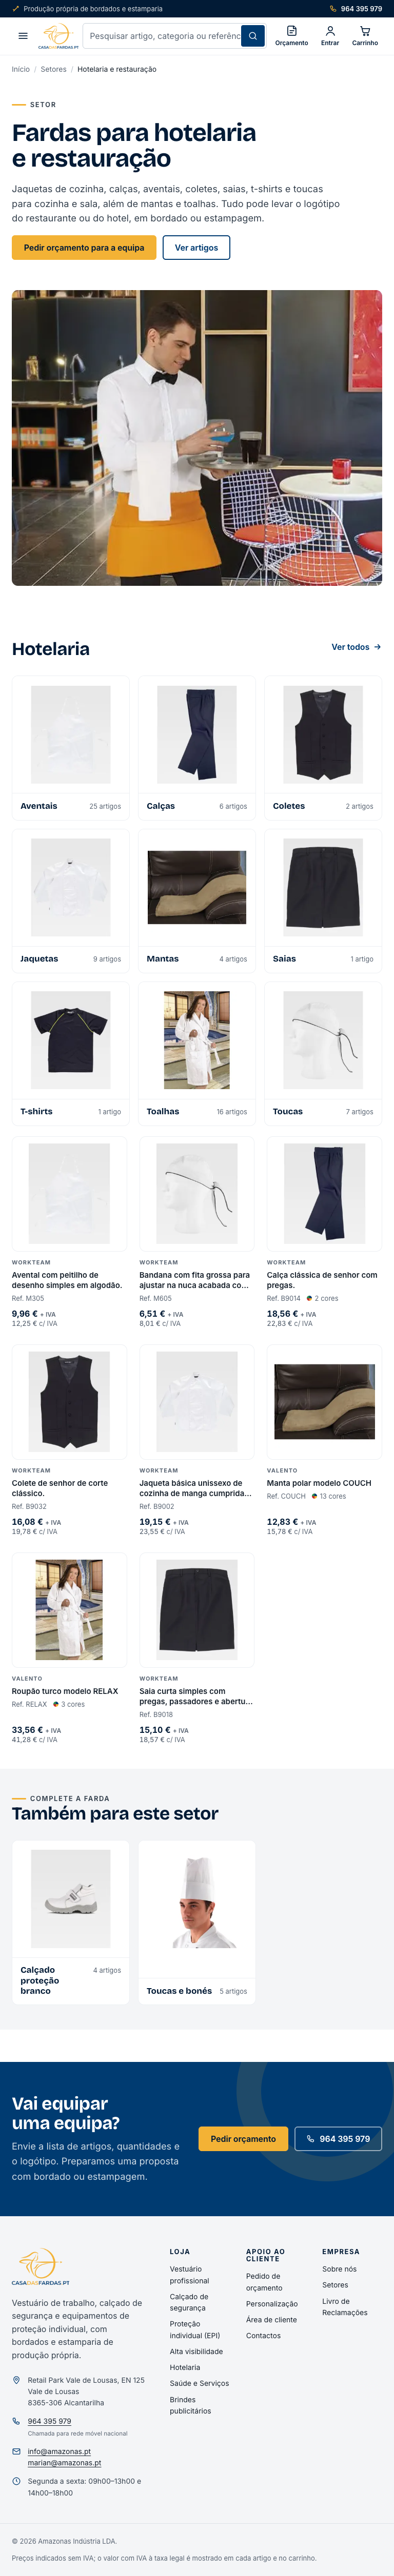 Produção própria de bordados e estamparia
964 395 979
CASADASFARDAS.PT
Pesquisar artigo, categoria ou referênc
Orçamento
Entrar
Carrinho
Início / Setores / Hotelaria e restauração
SETOR
Fardas para hotelaria
e restauração
Jaquetas de cozinha, calças, aventais, coletes, saias, t-shirts e toucas
para cozinha e sala, além de mantas e toalhas. Tudo pode levar o logótipo
do restaurante ou do hotel, em bordado ou estampagem.
Pedir orçamento para a equipa
Ver artigos
Hotelaria
Ver todos
Aventais 25 artigos
Calças 6 artigos
Coletes 2 artigos
Jaquetas 9 artigos
Mantas 4 artigos
Saias 1 artigo
T-shirts 1 artigo
Toalhas 16 artigos
Toucas 7 artigos
WORKTEAM
Avental com peitilho de
desenho simples em algodão.
Ref. M305
9,96 € + IVA
12,25 € c/ IVA
WORKTEAM
Bandana com fita grossa para
ajustar na nuca acabada co...
Ref. M605
6,51 € + IVA
8,01 € c/ IVA
WORKTEAM
Calça clássica de senhor com
pregas.
Ref. B9014 2 cores
18,56 € + IVA
22,83 € c/ IVA
WORKTEAM
Colete de senhor de corte
clássico.
Ref. B9032
16,08 € + IVA
19,78 € c/ IVA
WORKTEAM
Jaqueta básica unissexo de
cozinha de manga cumprida...
Ref. B9002
19,15 € + IVA
23,55 € c/ IVA
VALENTO
Manta polar modelo COUCH
Ref. COUCH 13 cores
12,83 € + IVA
15,78 € c/ IVA
VALENTO
Roupão turco modelo RELAX
Ref. RELAX 3 cores
33,56 € + IVA
41,28 € c/ IVA
WORKTEAM
Saia curta simples com
pregas, passadores e abertu...
Ref. B9018
15,10 € + IVA
18,57 € c/ IVA
COMPLETE A FARDA
Também para este setor
Calçado
proteção
branco
4 artigos
Toucas e bonés 5 artigos
Vai equipar
uma equipa?
Envie a lista de artigos, quantidades e
o logótipo. Preparamos uma proposta
com bordado ou estampagem.
Pedir orçamento
964 395 979
CASADASFARDAS.PT
Vestuário de trabalho, calçado de
segurança e equipamentos de
proteção individual, com
bordados e estamparia de
produção própria.
Retail Park Vale de Lousas, EN 125
Vale de Lousas
8365-306 Alcantarilha
964 395 979
Chamada para rede móvel nacional
info@amazonas.pt
marian@amazonas.pt
Segunda a sexta: 09h00–13h00 e
14h00–18h00
LOJA
Vestuário
profissional
Calçado de
segurança
Proteção
individual (EPI)
Alta visibilidade
Hotelaria
Saúde e Serviços
Brindes
publicitários
APOIO AO
CLIENTE
Pedido de
orçamento
Personalização
Área de cliente
Contactos
EMPRESA
Sobre nós
Setores
Livro de
Reclamações
© 2026 Amazonas Indústria LDA.
Preços indicados sem IVA; o valor com IVA à taxa legal é mostrado em cada artigo e no carrinho.